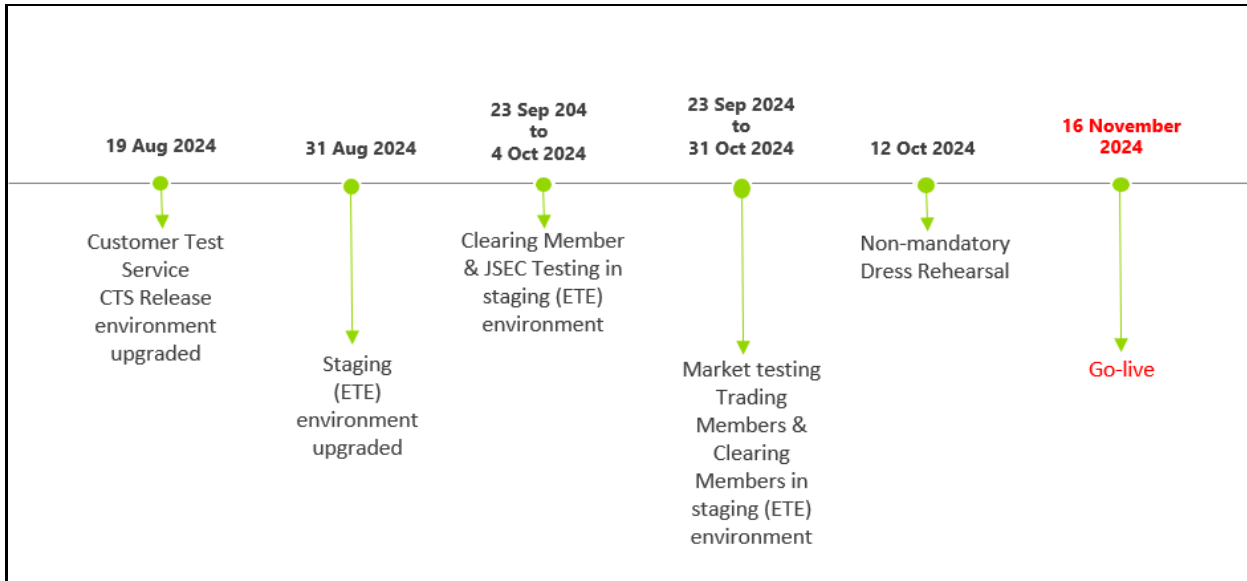 19 Aug 2024
Customer Test
Service
CTS Release
environment
upgraded
31 Aug 2024
Staging
(ETE)
environment
upgraded
23 Sep 204
to
4 Oct 2024
Clearing Member
& JSEC Testing in
staging (ETE)
environment
23 Sep 2024
to
31 Oct 2024
Market testing
Trading
Members &
Clearing
Members in
staging (ETE)
environment
12 Oct 2024
Non-mandatory
Dress Rehearsal
16 November
2024
Go-live